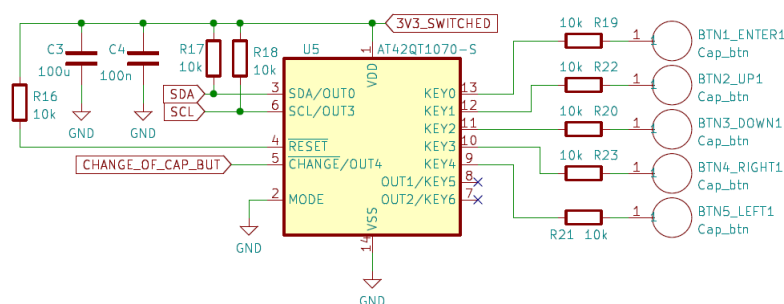 3V3_SWITCHED
C3
100u
C4
100n
R17
10k
R18
10k
U5
AT42QT1070-S
R16
10k
GND
GND
SDA
SCL
CHANGE_OF_CAP_BUT
GND
3
6
4
5
2
1
VDD
SDA/OUT0
SCL/OUT3
RESET
CHANGE/OUT4
MODE
KEY0
KEY1
KEY2
KEY3
KEY4
OUT1/KEY5
OUT2/KEY6
VSS
14
GND
13
12
11
10
9
8
7
10k R19
10k R22
10k R20
10k R23
R21 10k
1
1
1
1
1
BTN1_ENTER1
Cap_btn
BTN2_UP1
Cap_btn
BTN3_DOWN1
Cap_btn
BTN4_RIGHT1
Cap_btn
BTN5_LEFT1
Cap_btn